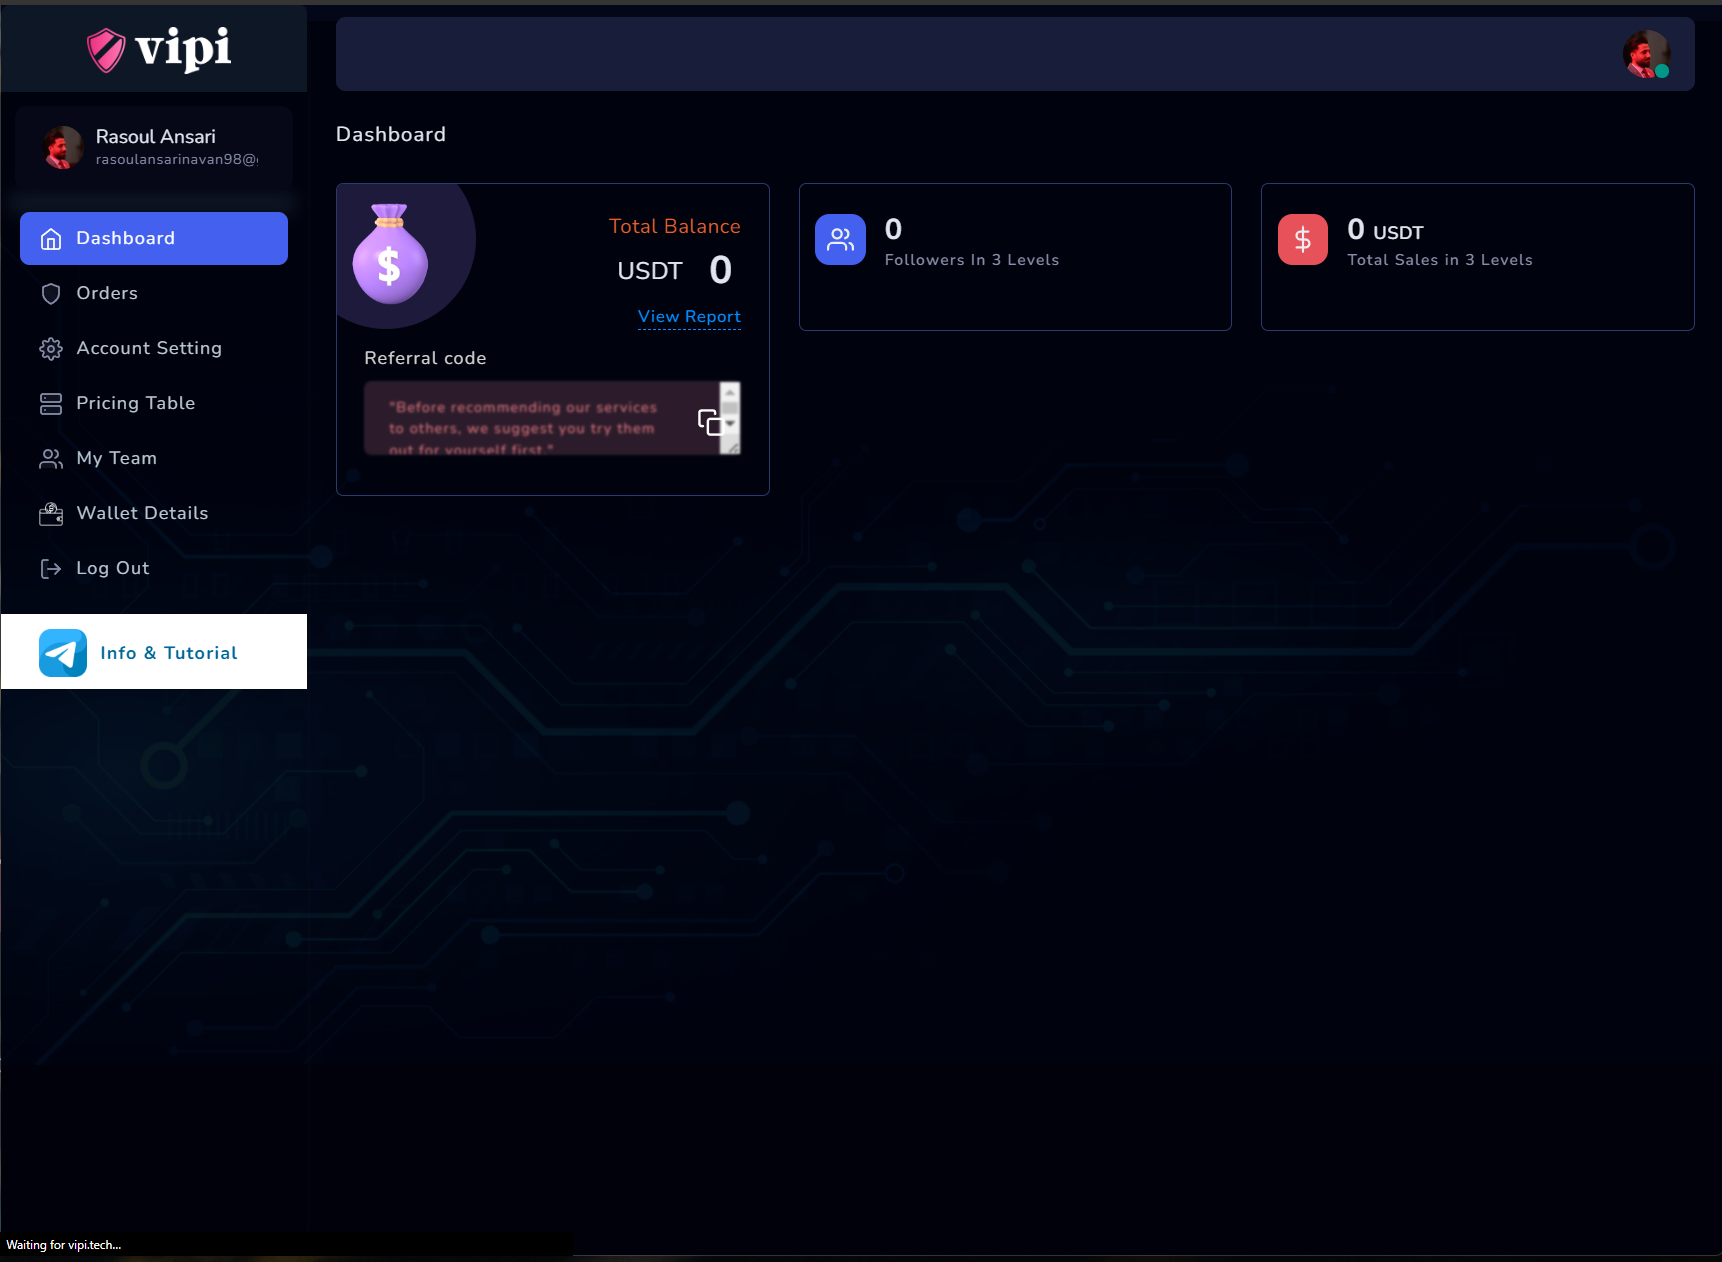 vipi
Rasoul Ansari
rasoulansarinavan98@
Dashboard
Orders
Account Setting
Pricing Table
My Team
Wallet Details
Log Out
Info & Tutorial
Dashboard
Total Balance
USDT 0
View Report
Referral code
"Before recommending our services
to others, we suggest you try them
out for yourself first."
0
Followers In 3 Levels
0 USDT
Total Sales in 3 Levels
Waiting for vipi.tech...